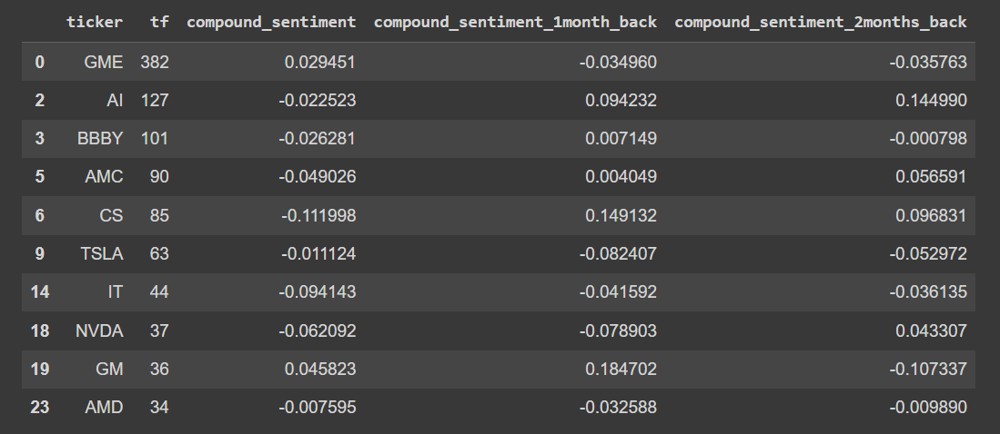 ticker tf compound_sentiment compound_sentiment_1month_back compound_sentiment_2months_back
0 GME 382 0.029451 -0.034960 -0.035763
2 AI 127 -0.022523 0.094232 0.144990
3 BBBY 101 -0.026281 0.007149 -0.000798
5 AMC 90 -0.049026 0.004049 0.056591
6 CS 85 -0.111998 0.149132 0.096831
9 TSLA 63 -0.011124 -0.082407 -0.052972
14 IT 44 -0.094143 -0.041592 -0.036135
18 NVDA 37 -0.062092 -0.078903 0.043307
19 GM 36 0.045823 0.184702 -0.107337
23 AMD 34 -0.007595 -0.032588 -0.009890